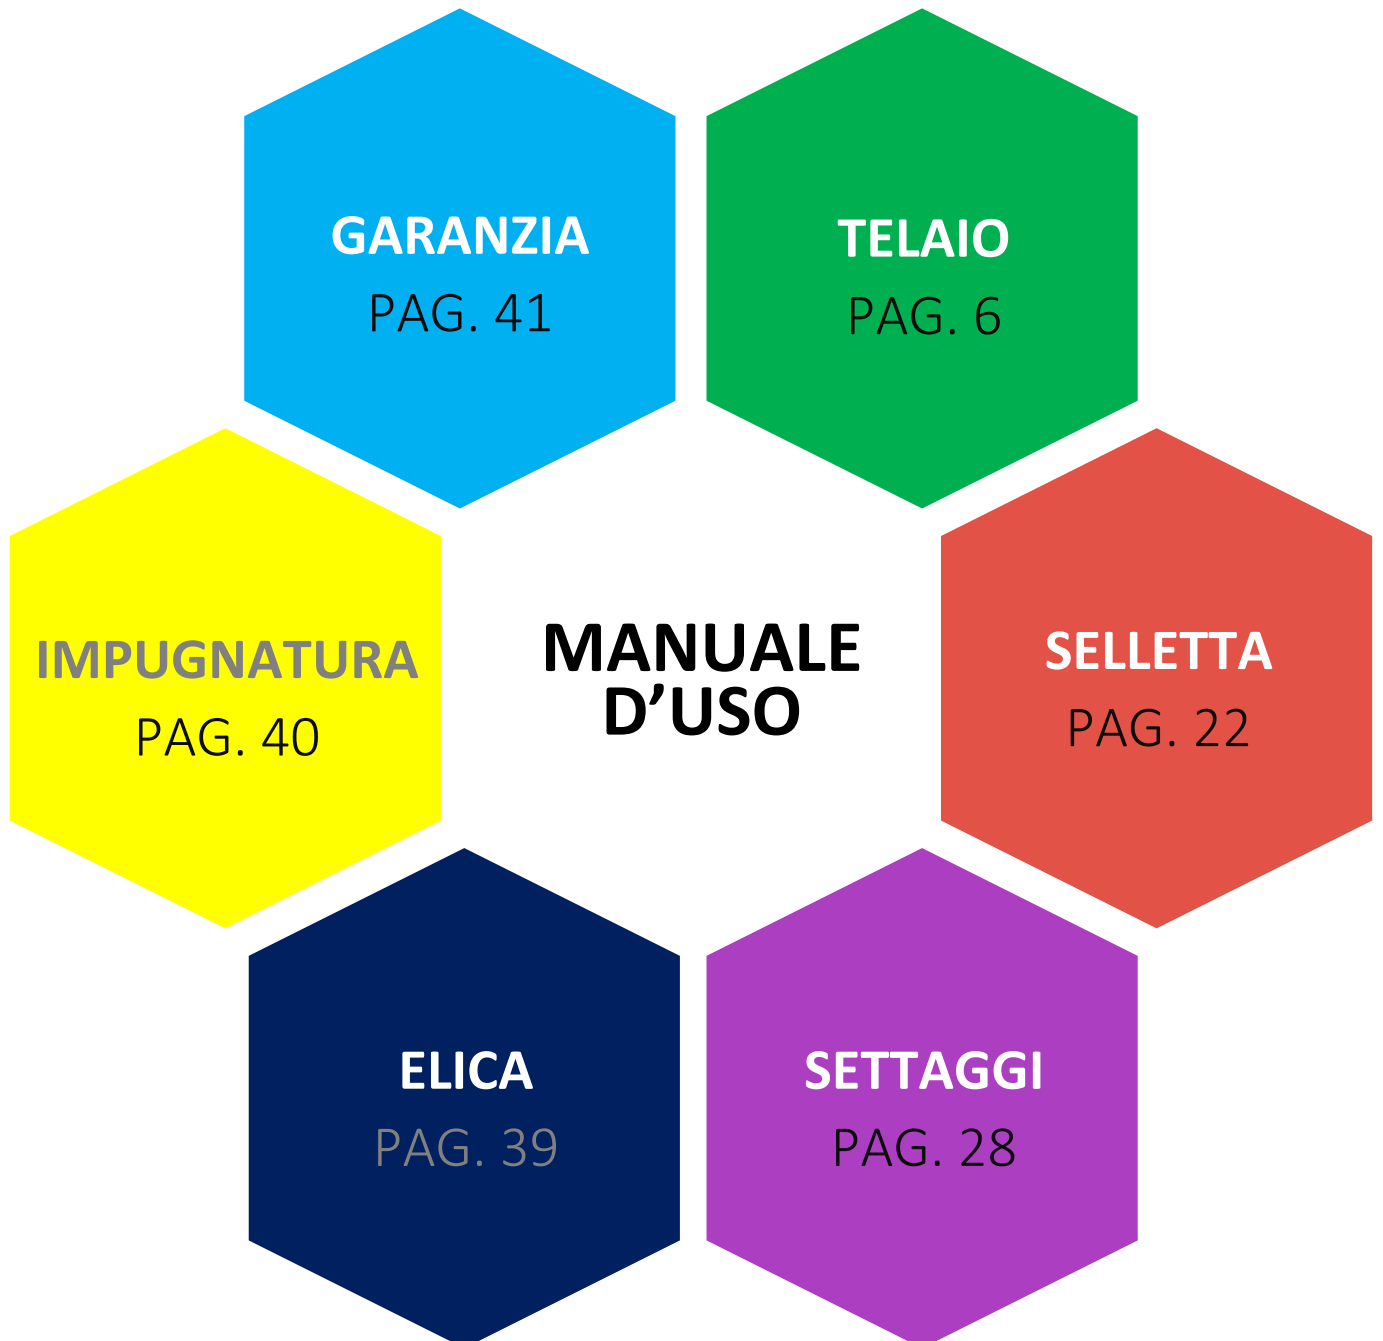 GARANZIA
PAG. 41
TELAIO
PAG. 6
IMPUGNATURA
PAG. 40
MANUALE
D’USO
SELLETTA
PAG. 22
ELICA
PAG. 39
SETTAGGI
PAG. 28